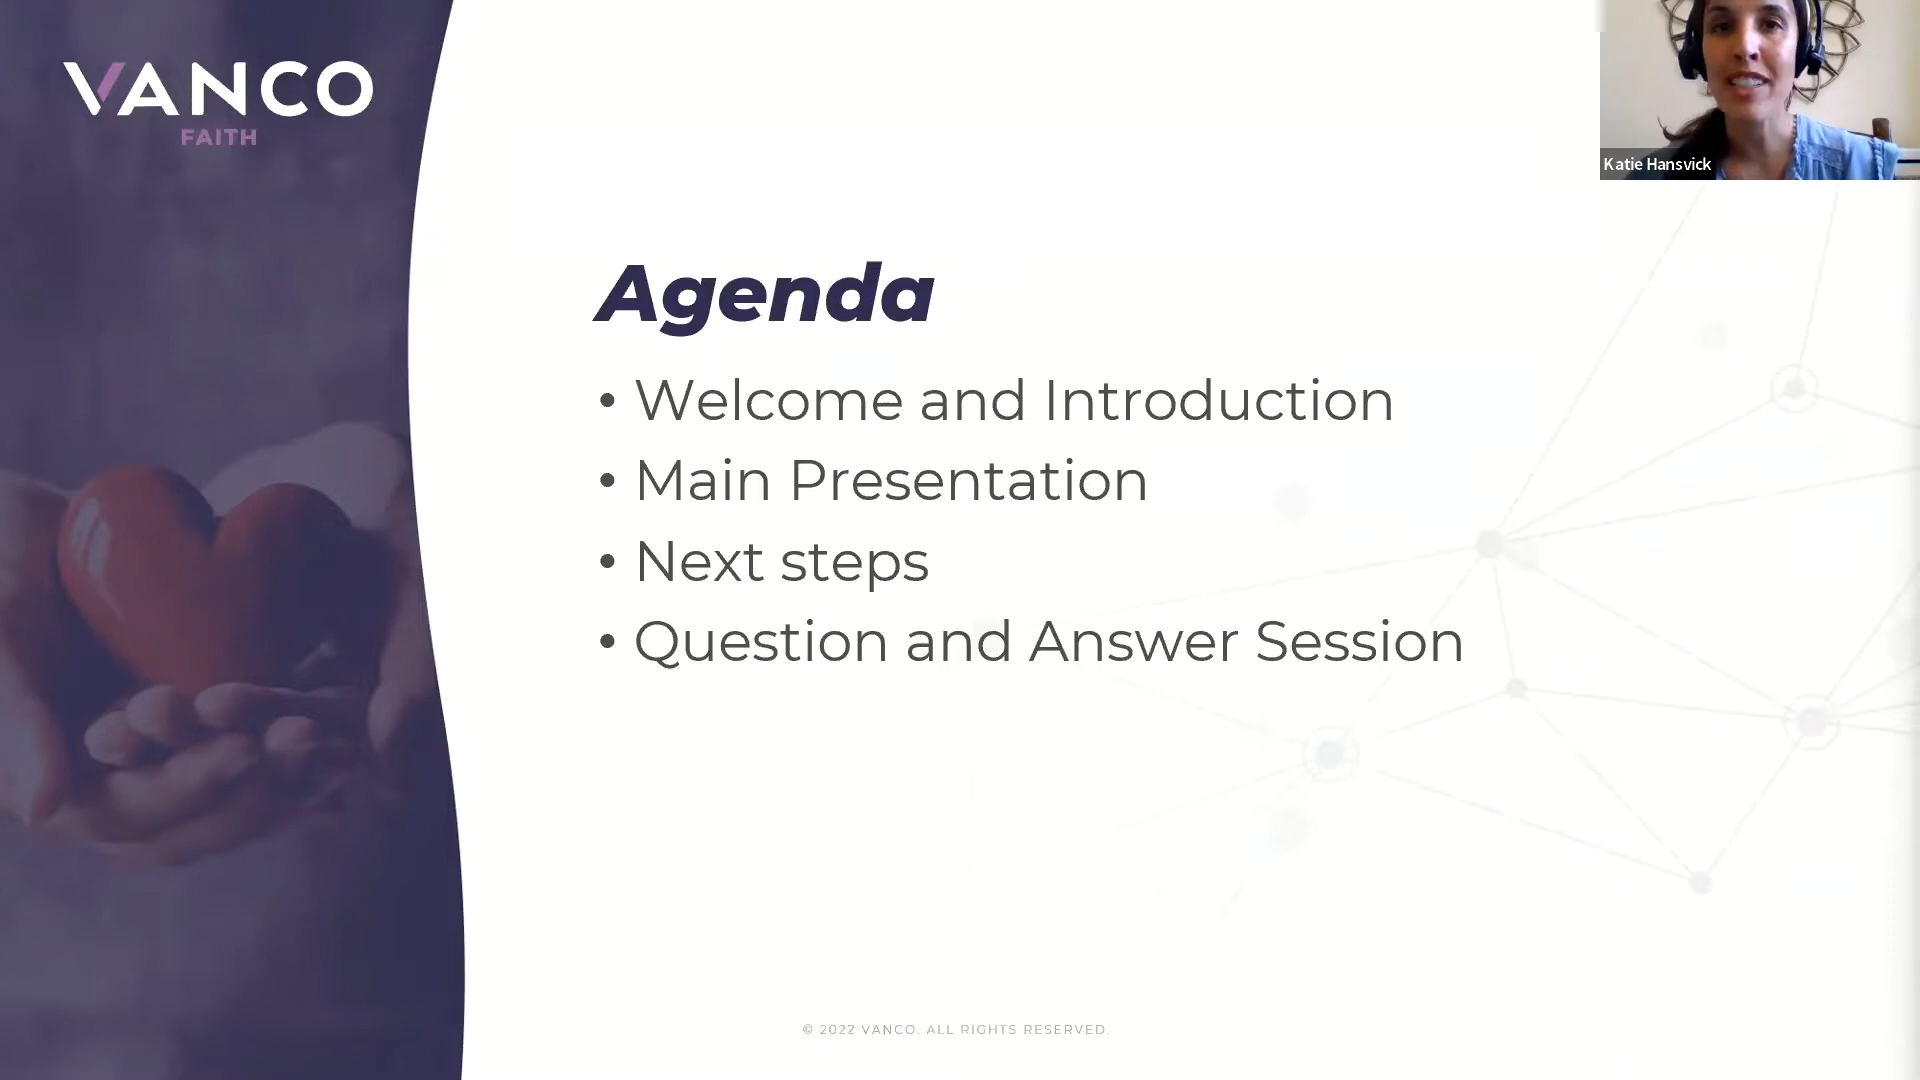 VANCO
FAITH
Katie Hansvick
Agenda
• Welcome and Introduction
• Main Presentation
• Next steps
• Question and Answer Session
© 2022 VANCO. ALL RIGHTS RESERVED.